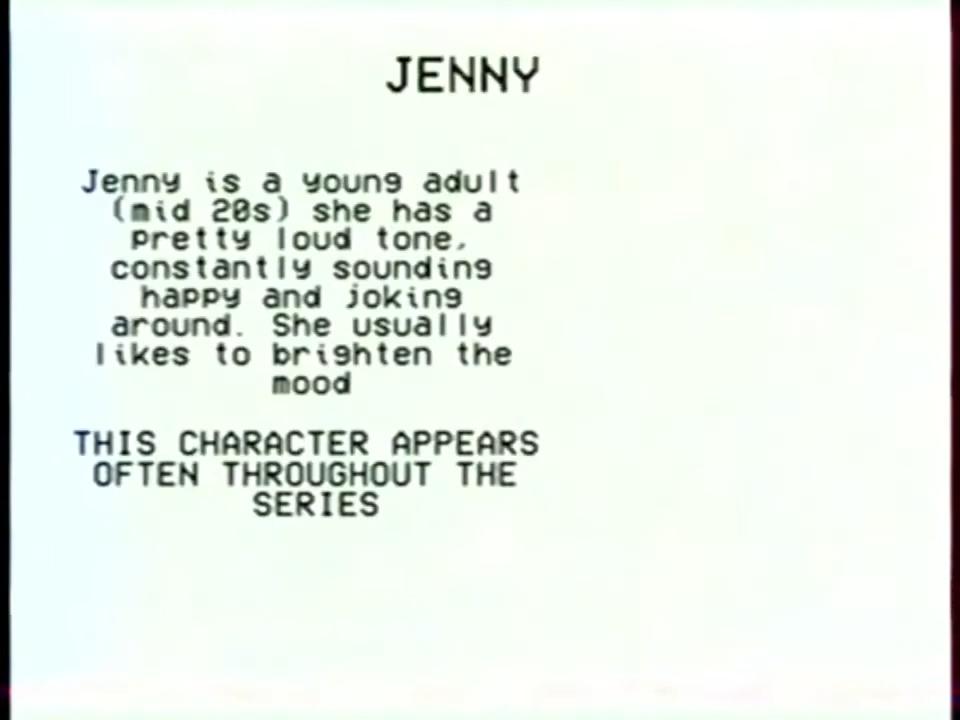 JENNY
Jenny is a young adult
(mid 20s) she has a
pretty loud tone,
constantly sounding
happy and joking
around. She usually
likes to brighten the
mood
THIS CHARACTER APPEARS
OFTEN THROUGHOUT THE
SERIES